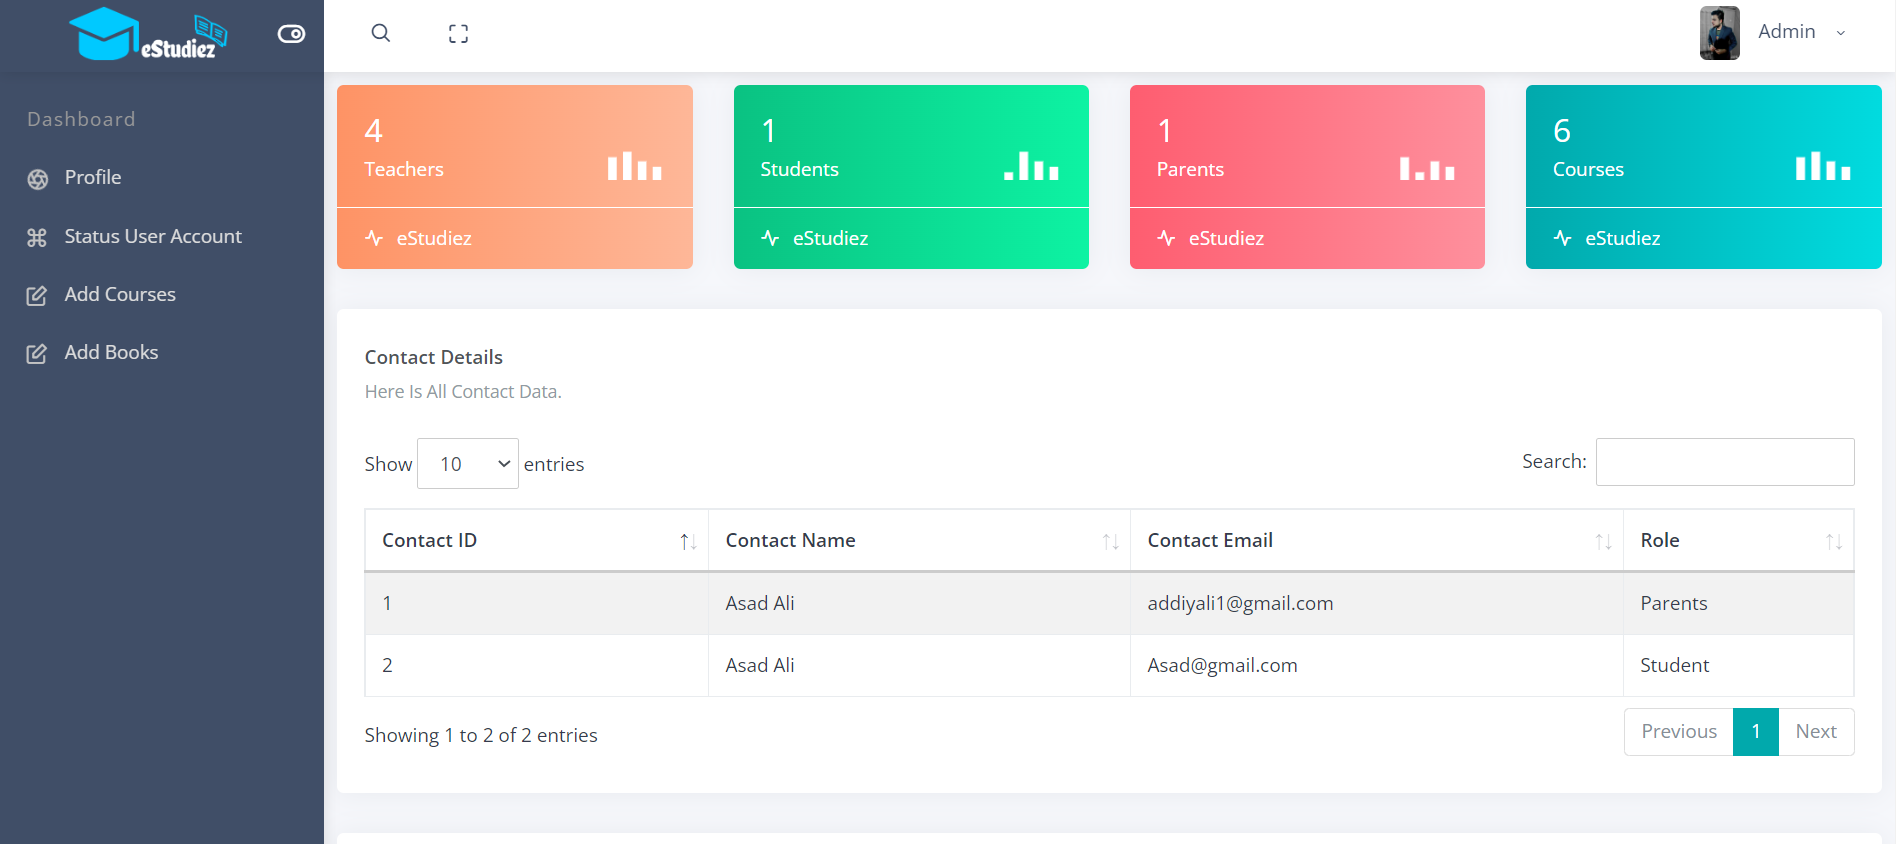 eStudiez
Admin
Dashboard
Profile
Status User Account
Add Courses
Add Books
4
Teachers
eStudiez
1
Students
eStudiez
1
Parents
eStudiez
6
Courses
eStudiez
Contact Details
Here Is All Contact Data.
Show 10 entries
Search:
Contact ID Contact Name Contact Email Role
1 Asad Ali addiyali1@gmail.com Parents
2 Asad Ali Asad@gmail.com Student
Showing 1 to 2 of 2 entries
Previous 1 Next